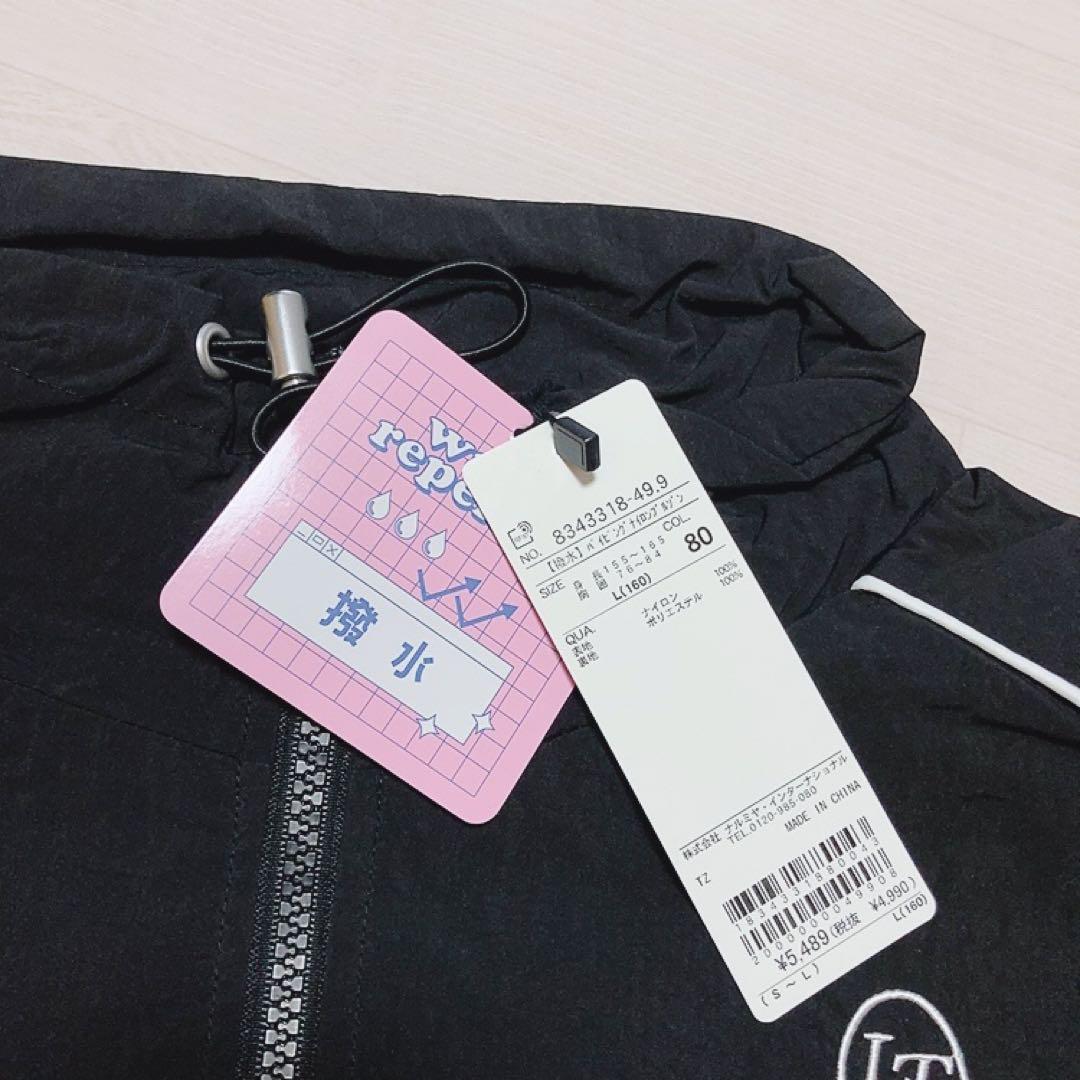 repe
撥水
NO. 8343318-49.9
【撥水】パイピングナイロンブルゾン
SIZE 身長155〜165 COL.
胸囲 76〜84 80
L(160)
QUA.
表地 ナイロン 100%
裏地 ポリエステル 100%
株式会社 ナルミヤ・インターナショナル
TEL.0120-985-080
MADE IN CHINA
TZ
1834331880043
2000000049908
¥5,489(税抜 ¥4,990)
L(160)
(S〜L)